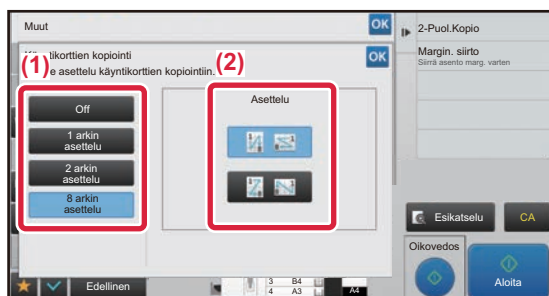 Muut
OK
Käyntikorttien kopiointi
OK
e asettelu käyntikorttien kopiointiin.
(1)
(2)
Off
1 arkin
asettelu
2 arkin
asettelu
8 arkin
asettelu
Asettelu
Edellinen
3 B4
4 A3
A4
2-Puol.Kopio
Margin. siirto
Siirrä asento marg. varten
Esikatselu
CA
Oikovedos
Aloita